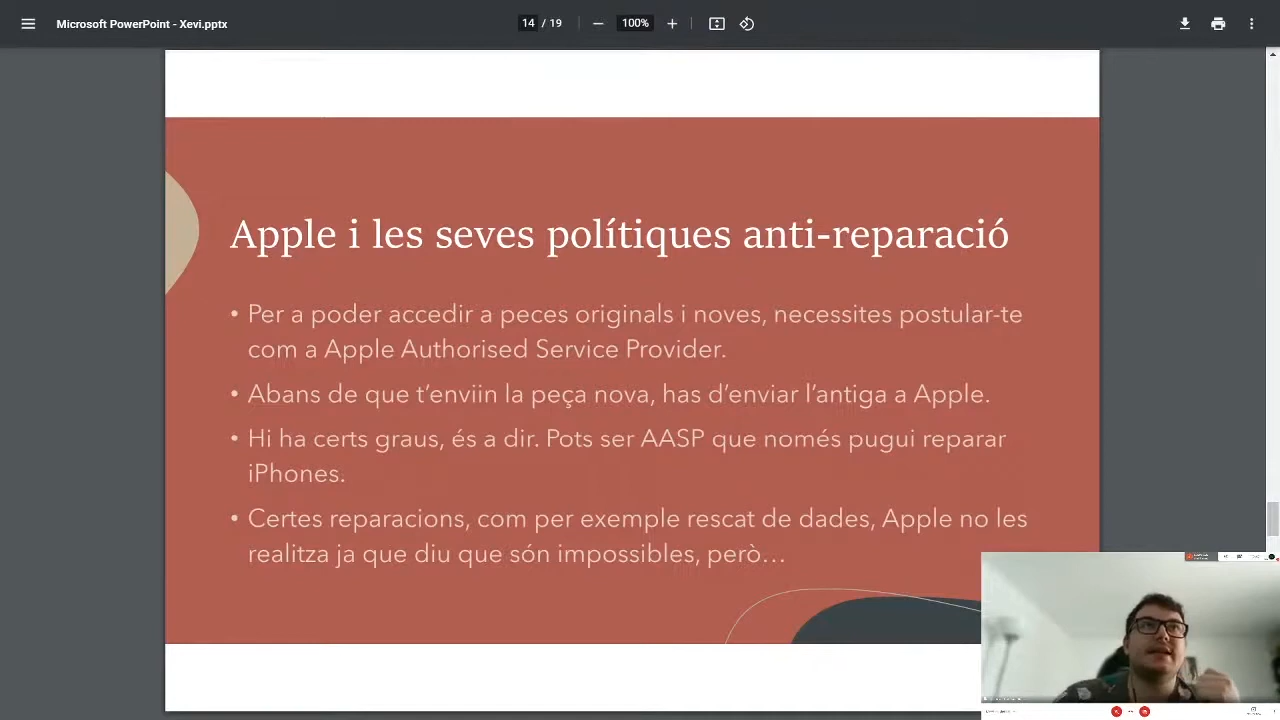 Microsoft PowerPoint - Xevi.pptx
14 / 19
100%
Apple i les seves polítiques anti-reparació
• Per a poder accedir a peces originals i noves, necessites postular-te
com a Apple Authorised Service Provider.
• Abans de que t’enviin la peça nova, has d’enviar l’antiga a Apple.
• Hi ha certs graus, és a dir. Pots ser AASP que només pugui reparar
iPhones.
• Certes reparacions, com per exemple rescat de dades, Apple no les
realitza ja que diu que són impossibles, però…